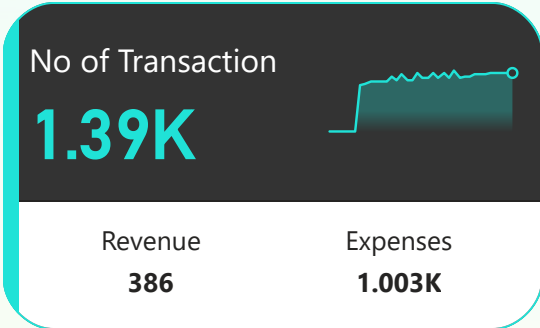 No of Transaction
1.39K
Revenue
386
Expenses
1.003K